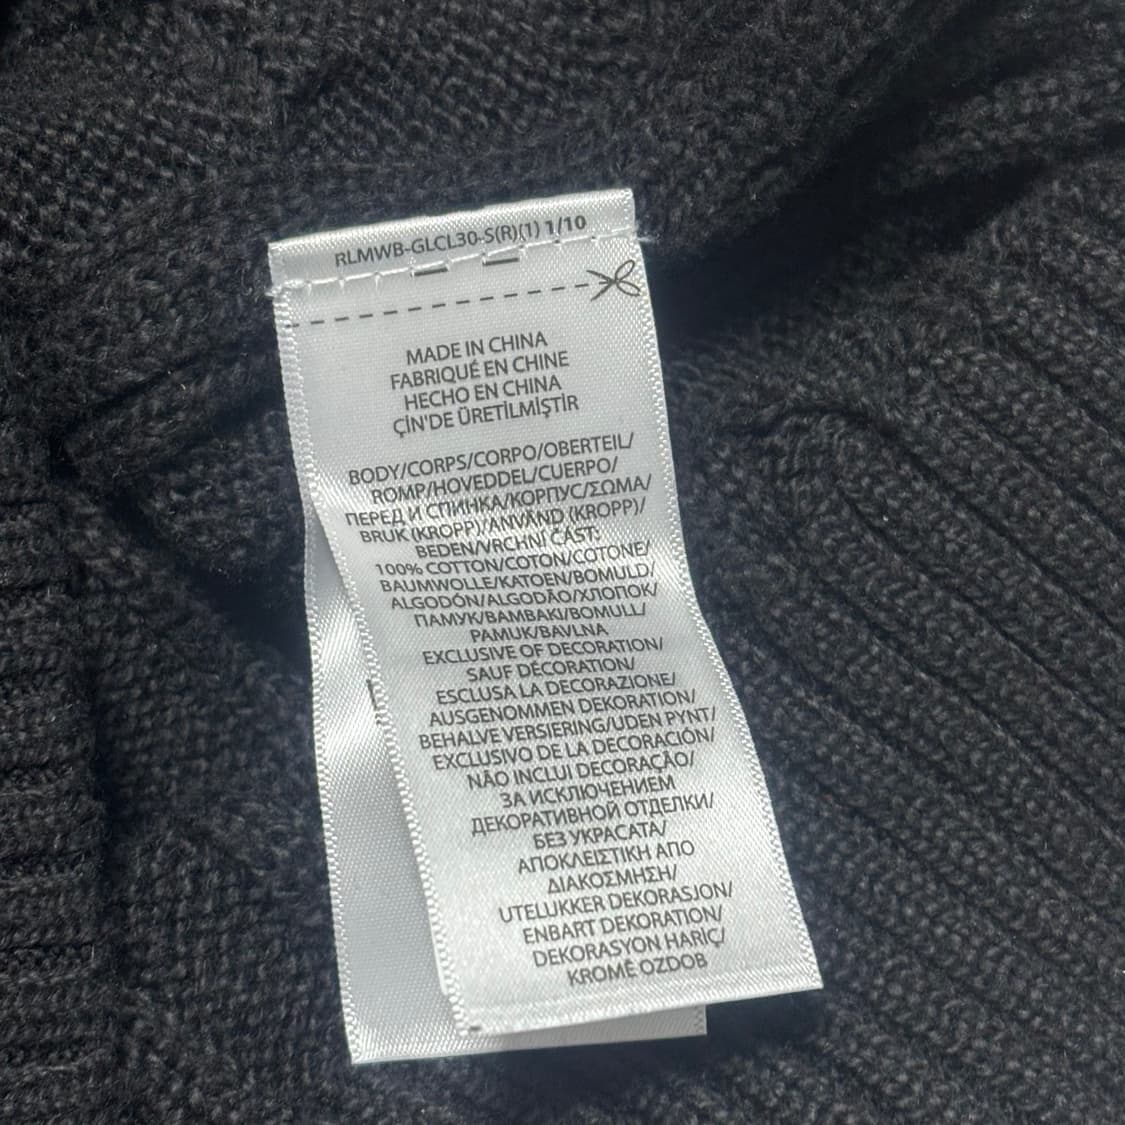 RLMWB-GLCL30-S(R)(1) 1/10
MADE IN CHINA
FABRIQUÉ EN CHINE
HECHO EN CHINA
ÇİN'DE ÜRETİLMİŞTİR
BODY/CORPS/CORPO/OBERTEIL/
ROMP/HOVEDDEL/CUERPO/
ПЕРЕД И СПИНКА/КОРПУС/ΣΩΜΑ/
BRUK (KROPP)/ANVÄND (KROPP)/
BEDEN/VRCHNÍ ČÁST:
100% COTTON/COTON/COTONE/
BAUMWOLLE/KATOEN/BOMULD/
ALGODÓN/ALGODÃO/ХЛОПОК/
ПАМУК/ΒΑΜΒΑΚΙ/BOMULL/
PAMUK/BAVLNA
EXCLUSIVE OF DECORATION/
SAUF DÉCORATION/
ESCLUSA LA DECORAZIONE/
AUSGENOMMEN DEKORATION/
BEHALVE VERSIERING/UDEN PYNT/
EXCLUSIVO DE LA DECORACIÓN/
NÃO INCLUI DECORAÇÃO/
ЗА ИСКЛЮЧЕНИЕМ
ДЕКОРАТИВНОЙ ОТДЕЛКИ/
БЕЗ УКРАСАТА/
ΑΠΟΚΛΕΙΣΤΙΚΗ ΑΠΟ
ΔΙΑΚΟΣΜΗΣΗ/
UTELUKKER DEKORASJON/
ENBART DEKORATION/
DEKORASYON HARİÇ/
KROMĚ OZDOB